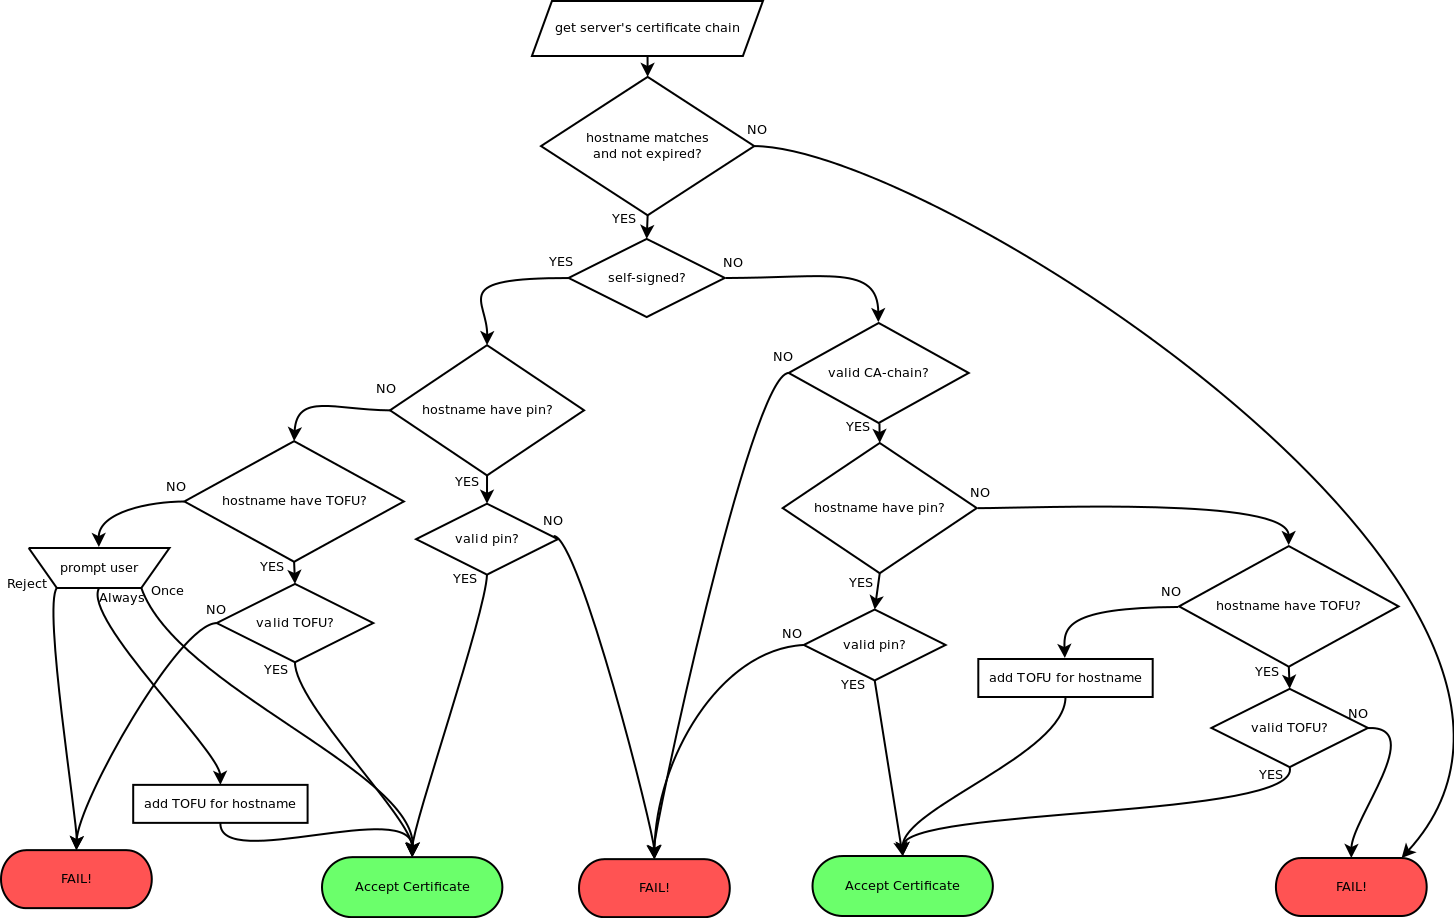 get server's certificate chain
NO
hostname matches
and not expired?
YES
YES
NO
self-signed?
NO
valid CA-chain?
NO
hostname have pin?
YES
YES
NO
NO
hostname have TOFU?
NO
hostname have pin?
NO
valid pin?
prompt user
YES
YES
YES
Reject
Always
Once
NO
hostname have TOFU?
NO
valid TOFU?
NO
valid pin?
YES
YES
YES
add TOFU for hostname
NO
valid TOFU?
YES
add TOFU for hostname
FAIL!
Accept Certificate
FAIL!
Accept Certificate
FAIL!